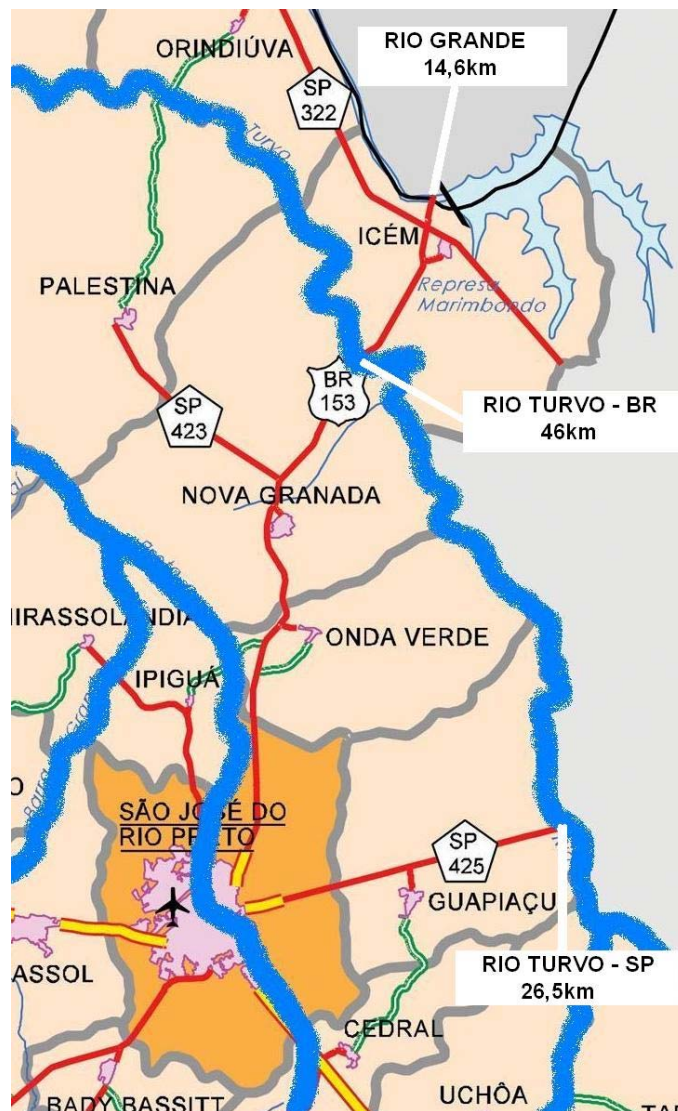 ORINDIÚVA
RIO GRANDE
14,6km
SP
322
Turvo
ICÉM
PALESTINA
Represa
Marimbondo
BR
153
SP
423
RIO TURVO - BR
46km
NOVA GRANADA
IRASSOLÂNDIA
ONDA VERDE
IPIGUÁ
Barra Grande
O
SÃO JOSÉ DO
RIO PRETO
SP
425
GUAPIAÇU
ASSOL
RIO TURVO - SP
26,5km
CEDRAL
UCHÔA
BADY BASSITT